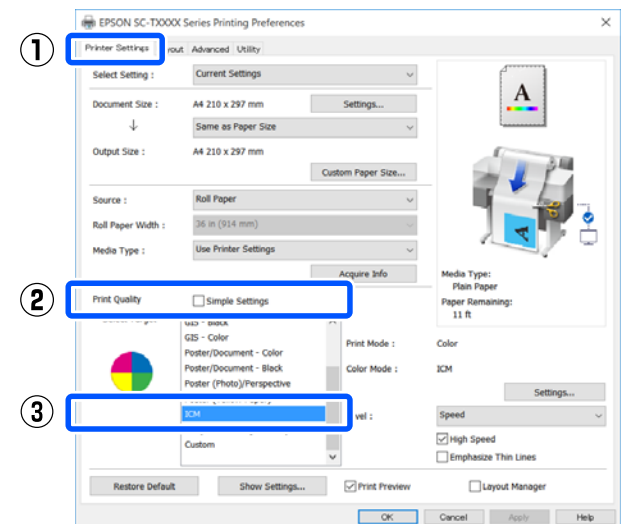 EPSON SC-TXXXX Series Printing Preferences
1
Printer Settings
Advanced
Utility
Select Setting :
Current Settings
Document Size :
A4 210 x 297 mm
Settings...
Same as Paper Size
Output Size :
A4 210 x 297 mm
Custom Paper Size...
Source :
Roll Paper
Roll Paper Width :
36 in (914 mm)
Media Type :
Use Printer Settings
Acquire Info
A
Media Type:
Plain Paper
Paper Remaining:
11 ft
2
Print Quality
Simple Settings
GIS - Color
Poster/Document - Color
Poster/Document - Black
Poster (Photo)/Perspective
3
ICM
Custom
Print Mode :
Color
Color Mode :
ICM
Settings...
vel :
Speed
High Speed
Emphasize Thin Lines
Restore Default
Show Settings...
Print Preview
Layout Manager
OK
Cancel
Apply
Help